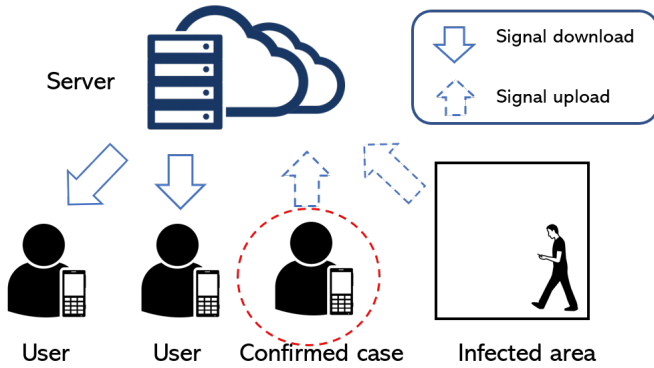 Server
Signal download
Signal upload
User
User
Confirmed case
Infected area